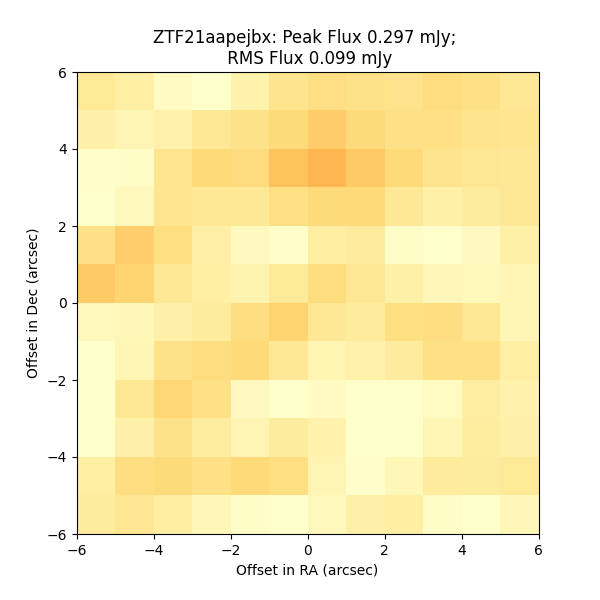 ZTF21aapejbx: Peak Flux 0.297 mJy;
RMS Flux 0.099 mJy
6
4
2
0
−2
−4
−6
Offset in Dec (arcsec)
−6 −4 −2 0 2 4 6
Offset in RA (arcsec)